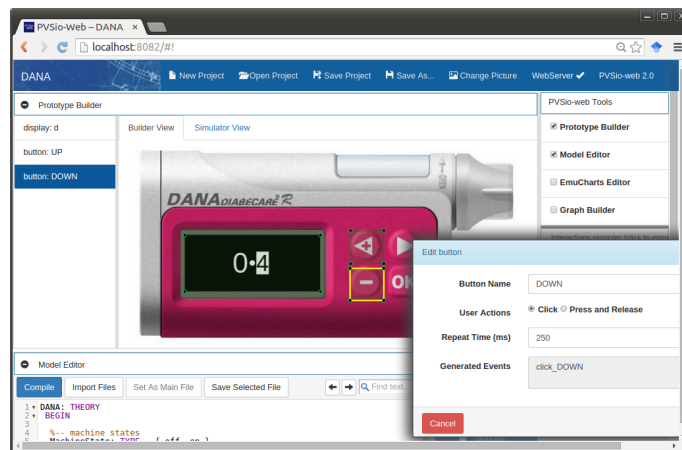 PVSio-Web – DANA ×
localhost:8082/#!
DANA New Project Open Project Save Project Save As... Change Picture WebServer ✔ PVSio-web 2.0
Prototype Builder
PVSio-web Tools
display: d
button: UP
button: DOWN
Builder View Simulator View
DANA DIABECARE R
0•4
OK
Prototype Builder
Model Editor
EmuCharts Editor
Graph Builder
Edit button
Button Name DOWN
User Actions Click Press and Release
Repeat Time (ms) 250
Generated Events click_DOWN
Cancel
Model Editor
Compile Import Files Set As Main File Save Selected File Find text...
1 DANA: THEORY
2 BEGIN
3
4 %-- machine states
MachineState: TYPE = { off, on }